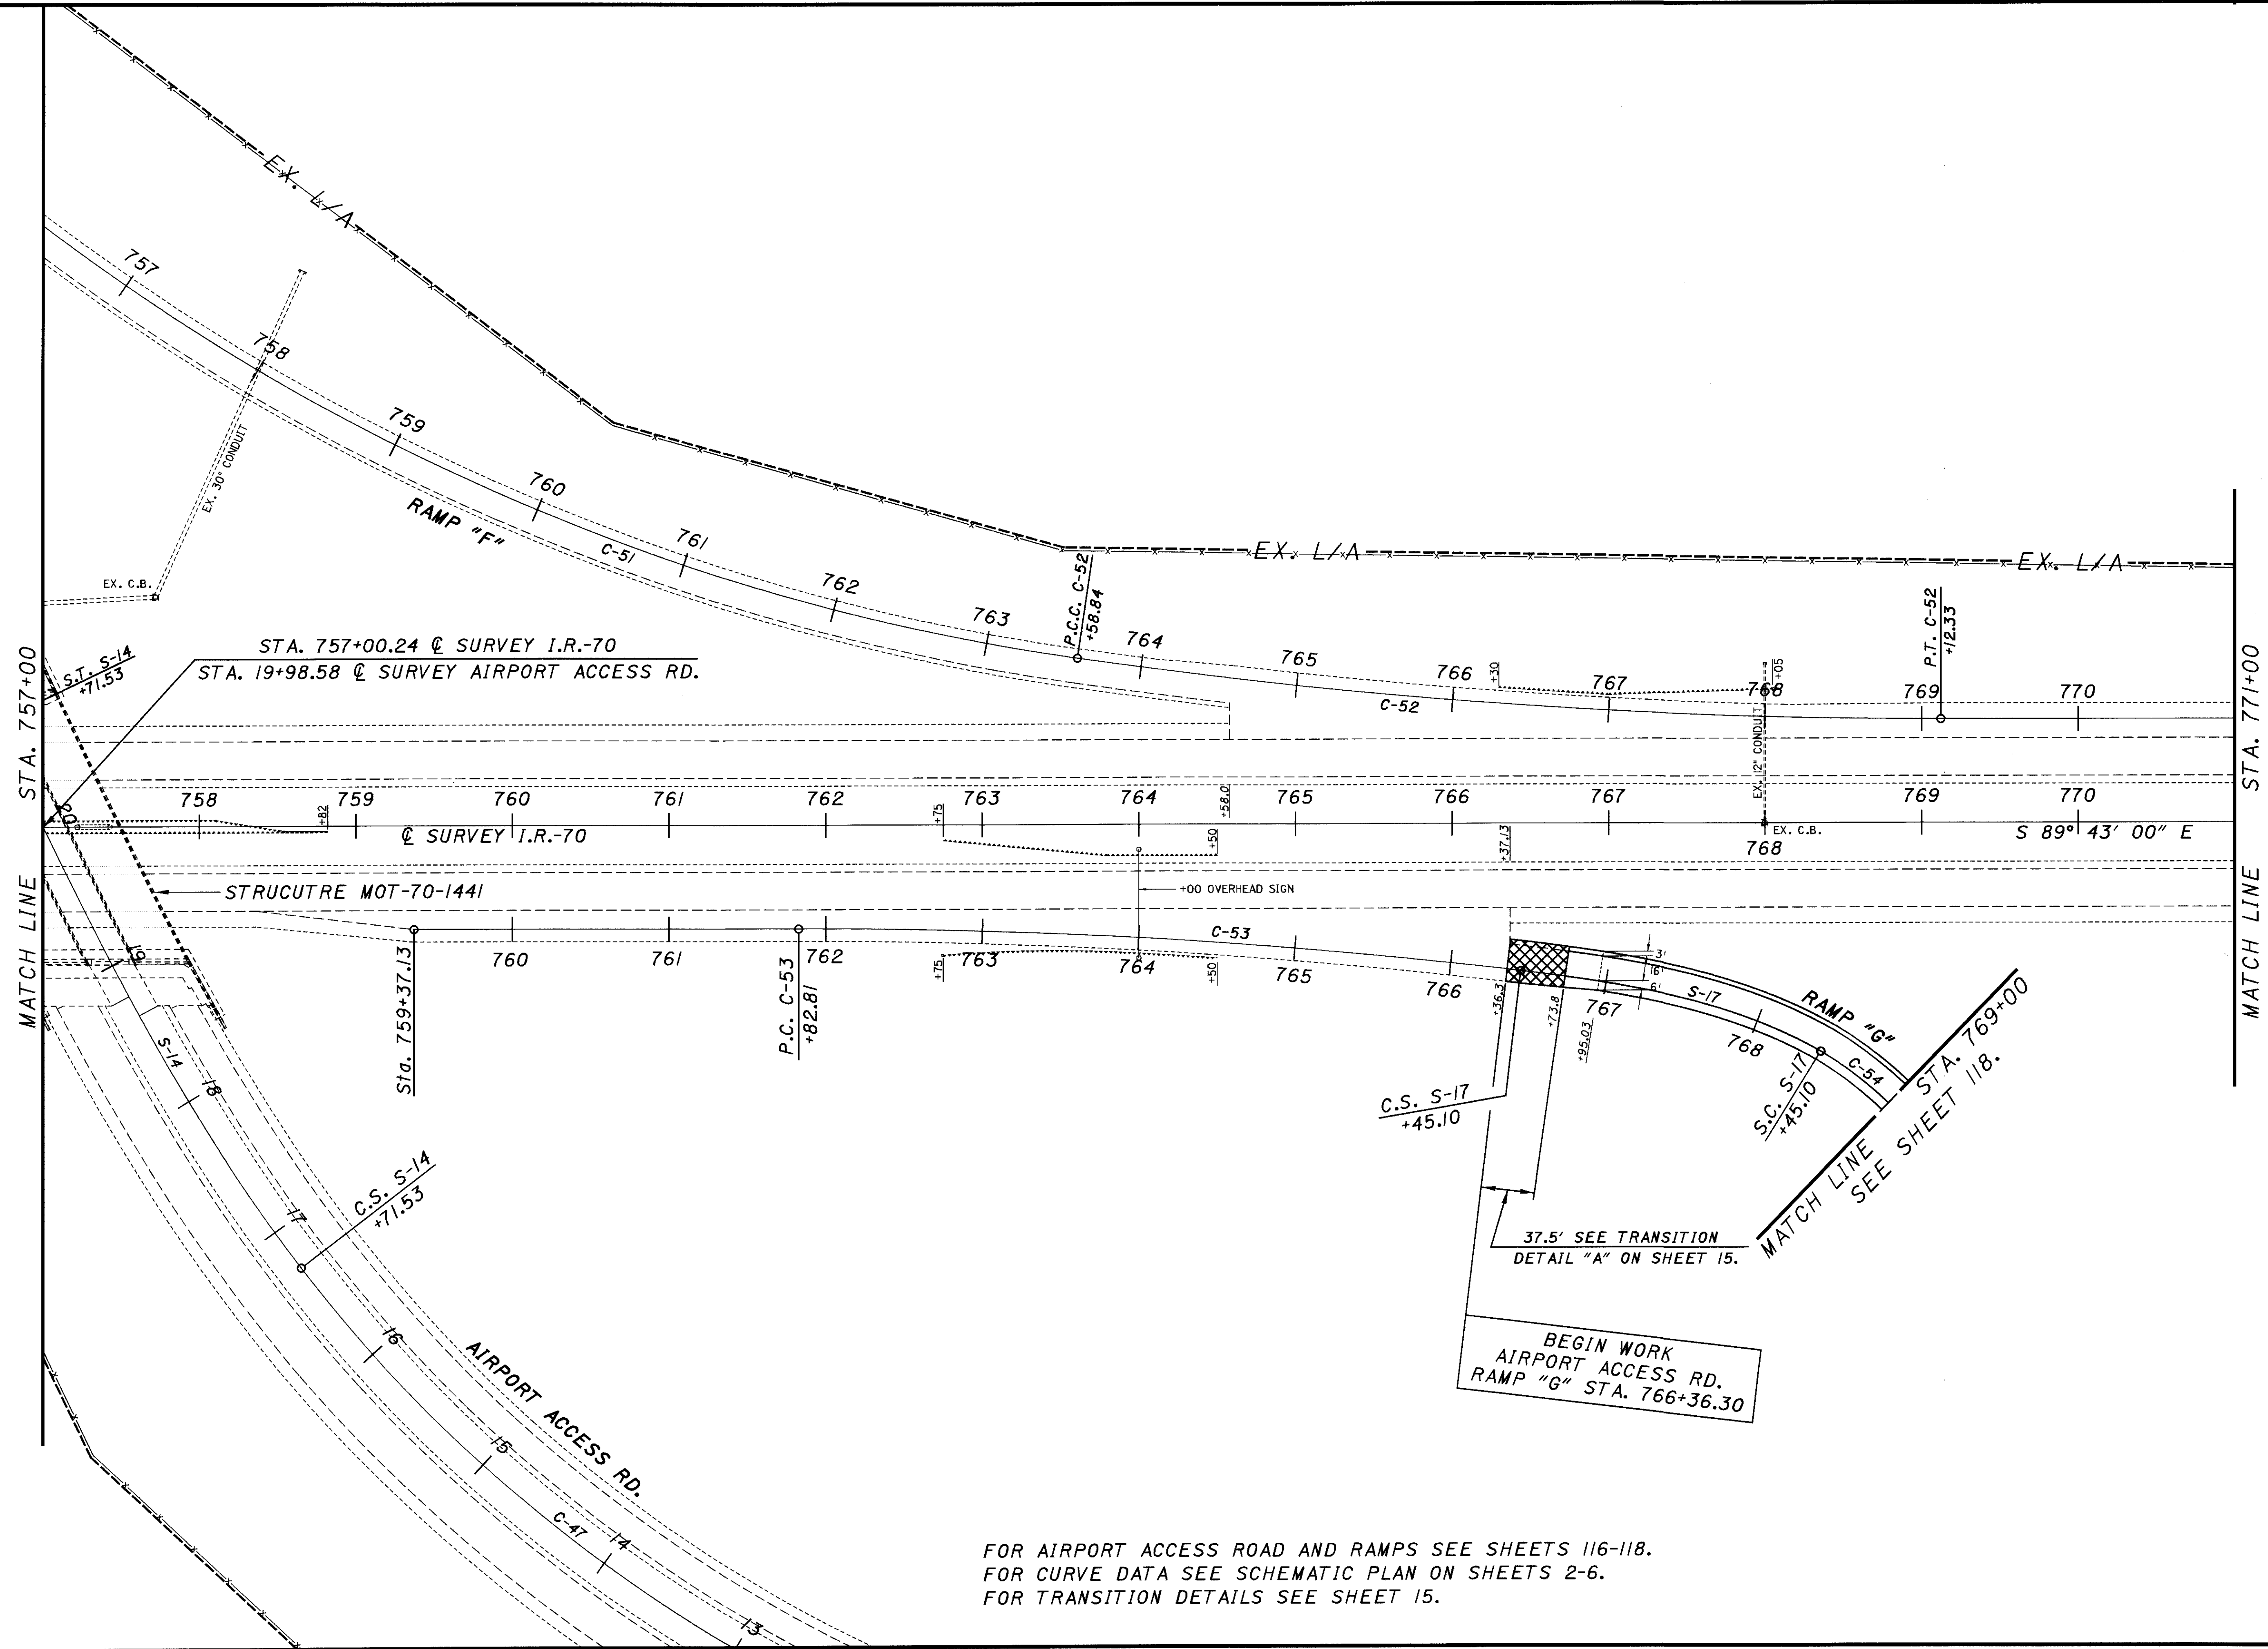 EX. L/A
757
758
EX. 30" CONDUIT
759
760
RAMP "F"
C-51
761
762
763
P.C.C. C-52
+58.84
764
765
766
C-52
+30
767
768
+05
EX. L/A
EX. L/A
P.T. C-52
+12.33
769
770
EX. C.B.
S.T. S-14
+71.53
STA. 757+00.24 ℄ SURVEY I.R.-70
STA. 19+98.58 ℄ SURVEY AIRPORT ACCESS RD.
MATCH LINE STA. 757+00
MATCH LINE STA. 771+00
20
758
759
760
761
762
763
764
765
766
767
769
770
+82
+75
+58.0
+50
+37.13
EX. 12" CONDUIT
EX. C.B.
768
℄ SURVEY I.R.-70
S 89° 43' 00" E
STRUCUTRE MOT-70-1441
+00 OVERHEAD SIGN
19
Sta. 759+37.13
760
761
P.C. C-53
+82.81
762
+75
763
764
+50
C-53
765
766
+36.3
+73.8
+95.03
767
3'
16'
6'
S-17
768
RAMP "G"
C-54
S.C. S-17
+45.10
C.S. S-17
+45.10
MATCH LINE STA. 769+00
SEE SHEET 118.
S-14
18
C.S. S-14
+71.53
17
16
AIRPORT ACCESS RD.
15
C-47
14
13
37.5' SEE TRANSITION
DETAIL "A" ON SHEET 15.
BEGIN WORK
AIRPORT ACCESS RD.
RAMP "G" STA. 766+36.30
FOR AIRPORT ACCESS ROAD AND RAMPS SEE SHEETS 116-118.
FOR CURVE DATA SEE SCHEMATIC PLAN ON SHEETS 2-6.
FOR TRANSITION DETAILS SEE SHEET 15.